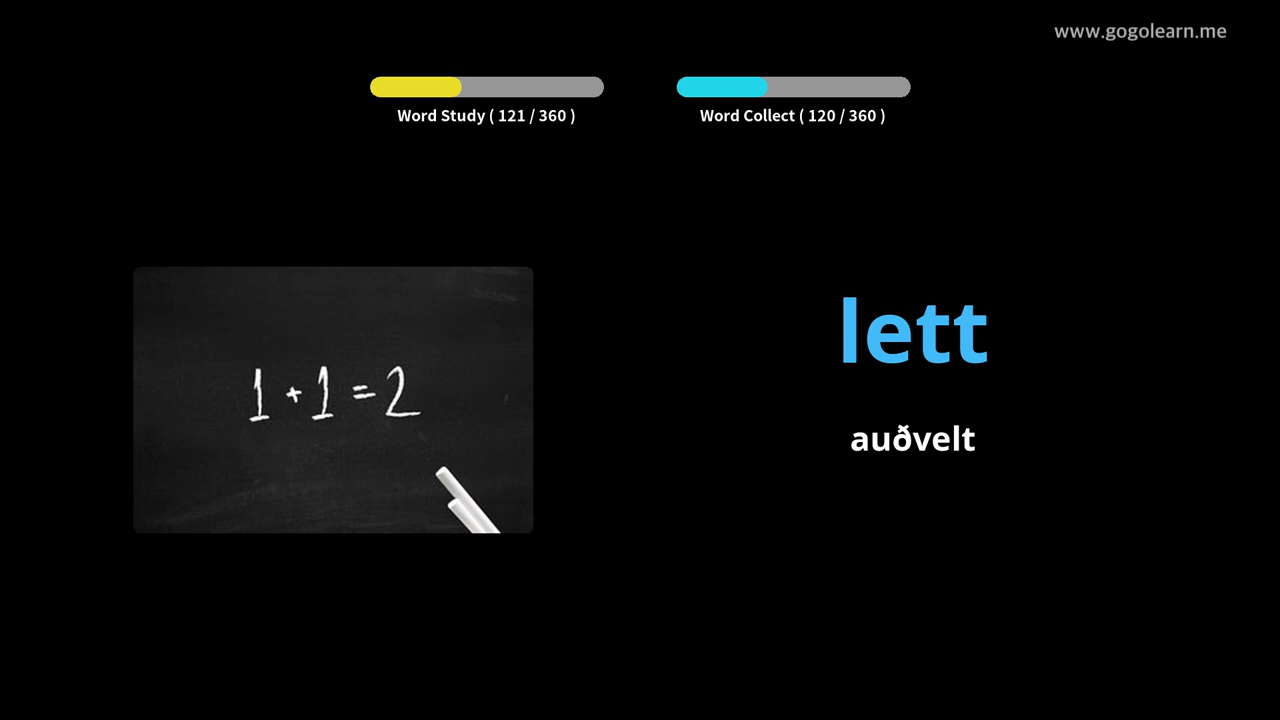 www.gogolearn.me
Word Study ( 121 / 360 )
Word Collect ( 120 / 360 )
1 + 1 = 2
lett
auðvelt